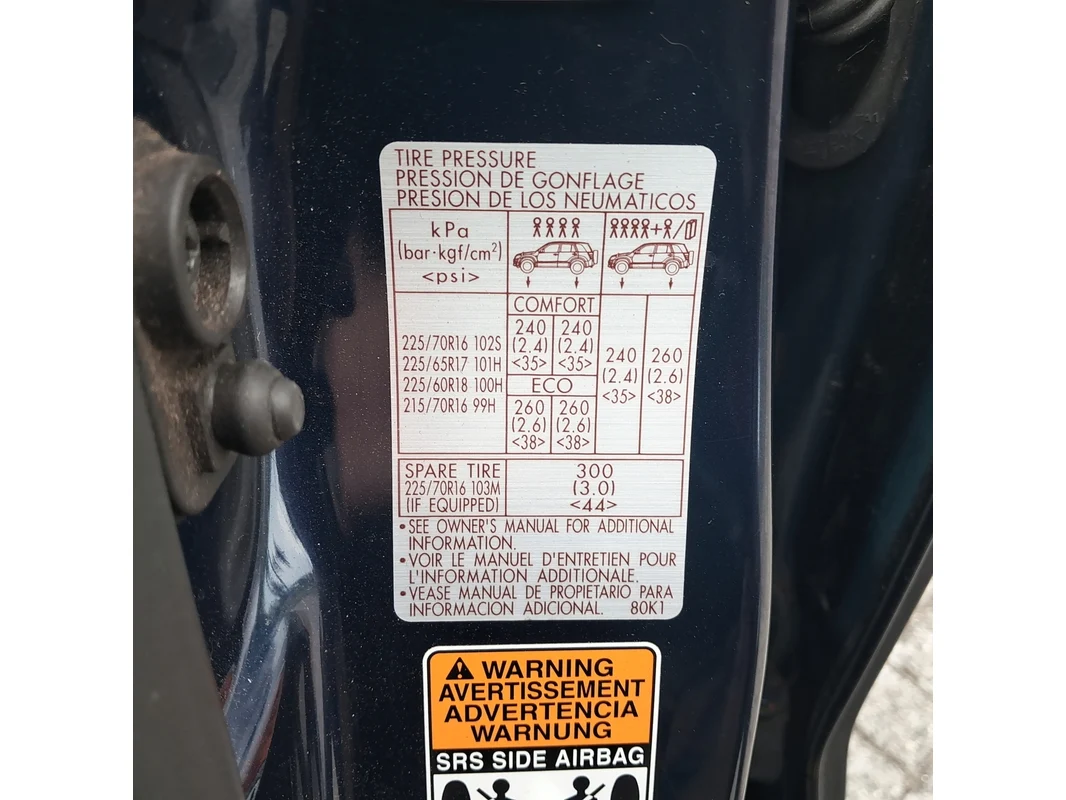 TIRE PRESSURE
PRESSION DE GONFLAGE
PRESION DE LOS NEUMATICOS
kPa
(bar·kgf/cm²)
<psi>
+ /
COMFORT
225/70R16 102S
225/65R17 101H
225/60R18 100H
215/70R16 99H
240 240
(2.4) (2.4)
<35> <35>
ECO
260 260
(2.6) (2.6)
<38> <38>
240 260
(2.4) (2.6)
<35> <38>
SPARE TIRE
225/70R16 103M
(IF EQUIPPED)
300
(3.0)
<44>
•SEE OWNER'S MANUAL FOR ADDITIONAL
INFORMATION.
•VOIR LE MANUEL D'ENTRETIEN POUR
L'INFORMATION ADDITIONALE.
•VEASE MANUAL DE PROPIETARIO PARA
INFORMACION ADICIONAL. 80K1
WARNING
AVERTISSEMENT
ADVERTENCIA
WARNUNG
SRS SIDE AIRBAG